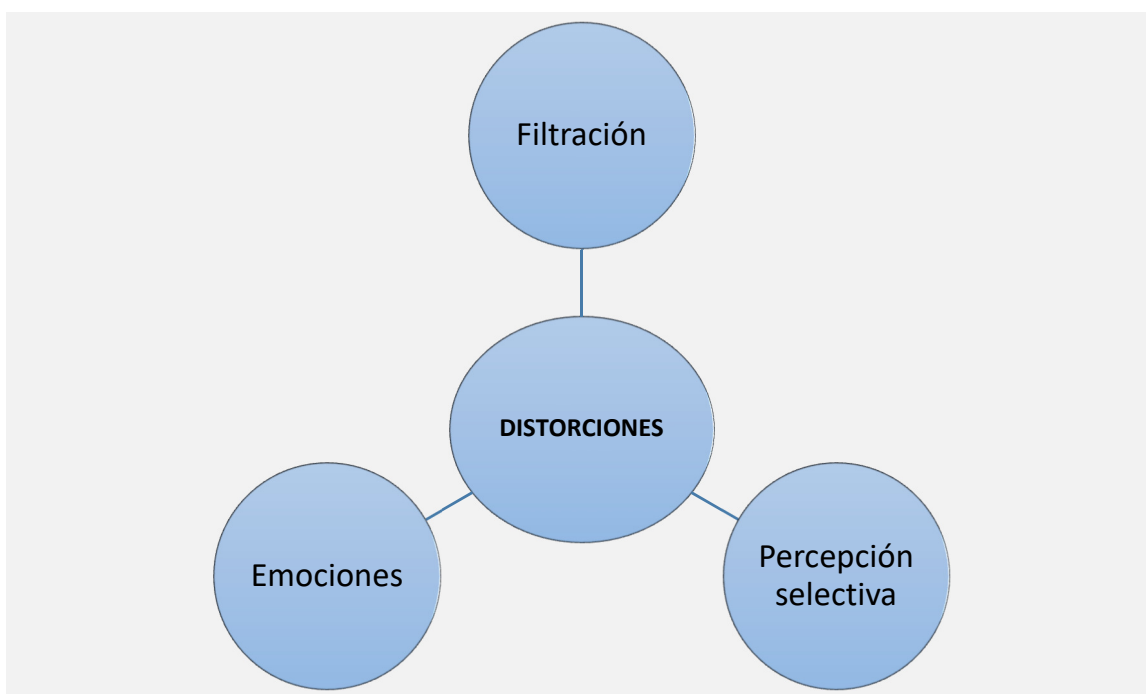 Filtración
DISTORCIONES
Emociones
Percepción
selectiva